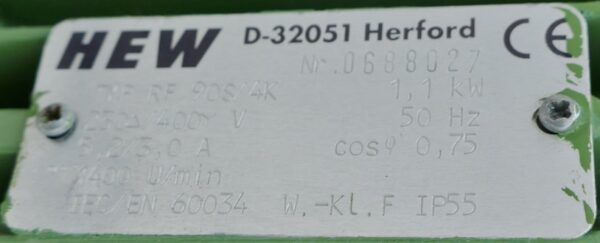 HEW D-32051 Herford CE
Nr. 0688027
RF 90S/4K 1,1 kW
230Δ/400Y V 50 Hz
5,2/3,0 A cosφ 0,75
1400 U/min
IEC/EN 60034 W.-Kl.F IP55